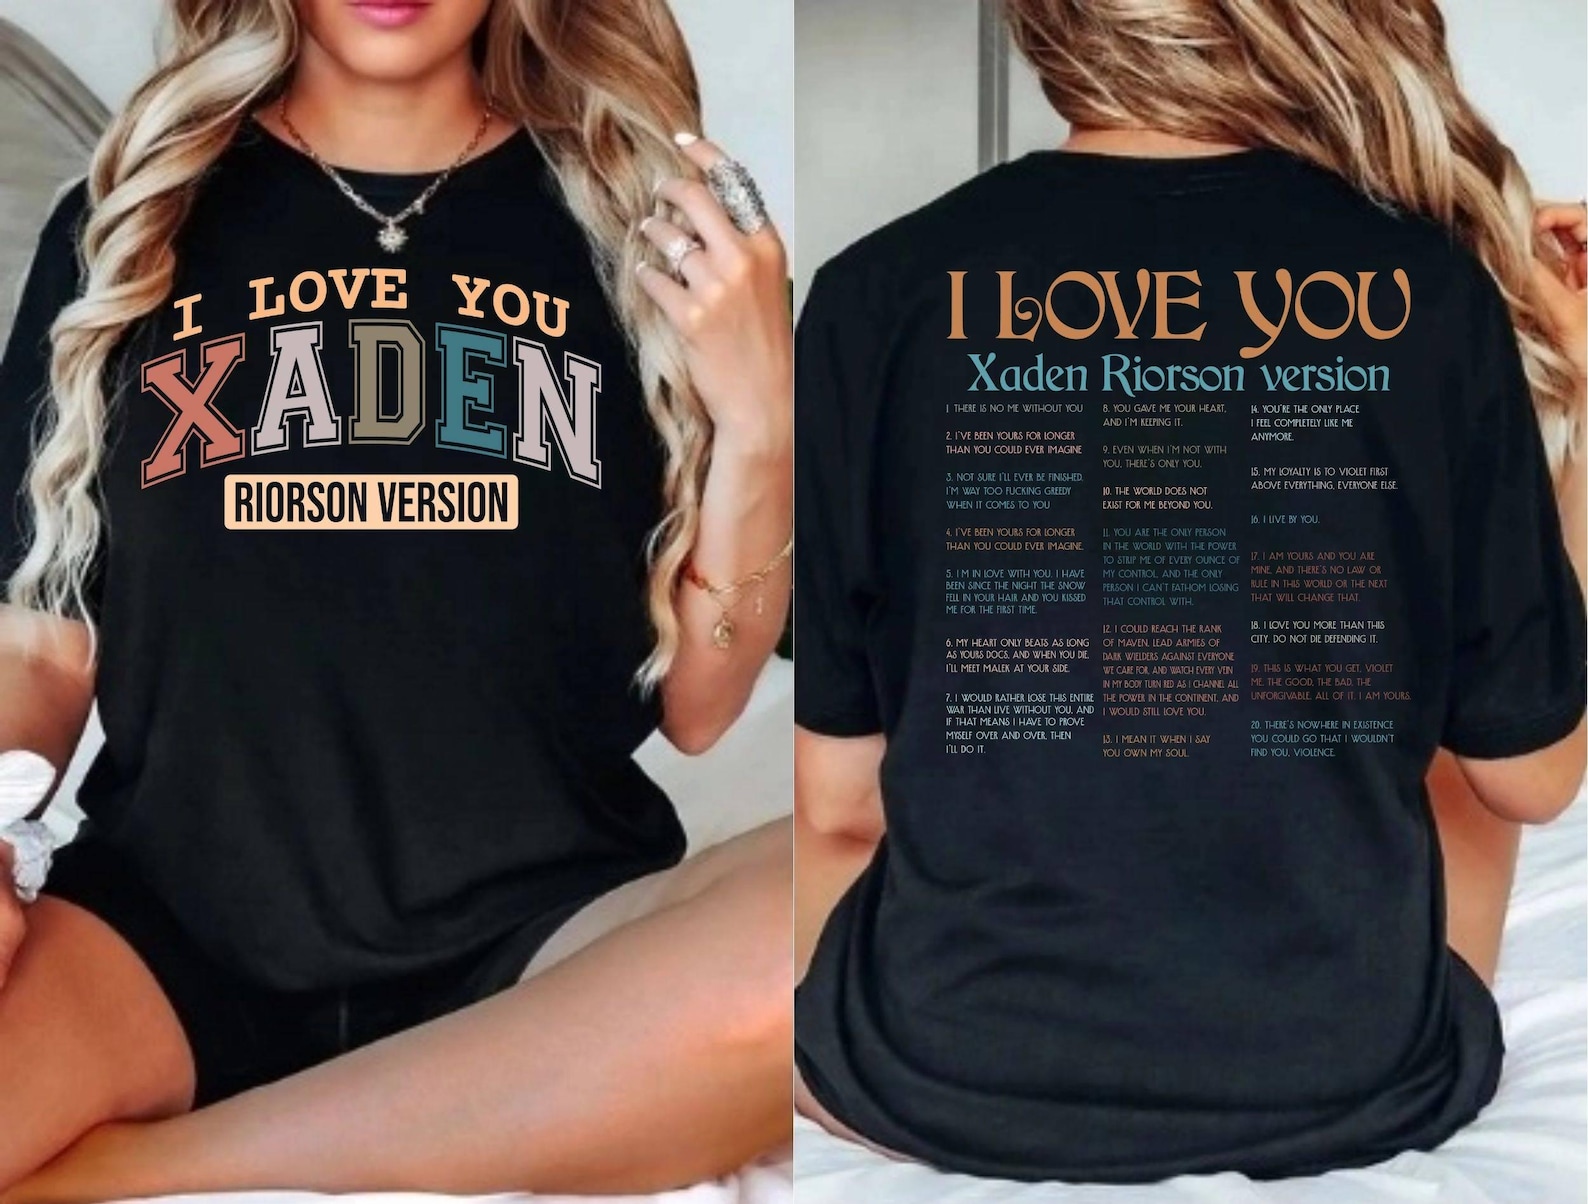 I LOVE YOU
XADEN
RIORSON VERSION
I LOVE YOU
Xaden Riorson version
1. THERE IS NO ME WITHOUT YOU
2. I'VE BEEN YOURS FOR LONGER
THAN YOU COULD EVER IMAGINE
3. NOT SURE I'LL EVER BE FINISHED.
I'M WAY TOO FUCKING GREEDY
WHEN IT COMES TO YOU
4. I'VE BEEN YOURS FOR LONGER
THAN YOU COULD EVER IMAGINE.
5. I M IN LOVE WITH YOU. I HAVE
BEEN SINCE THE NIGHT THE SNOW
FELL IN YOUR HAIR AND YOU KISSED
ME FOR THE FIRST TIME.
6. MY HEART ONLY BEATS AS LONG
AS YOURS DOES. AND WHEN YOU DIE,
I'LL MEET MALEK AT YOUR SIDE.
7. I WOULD RATHER LOSE THIS ENTIRE
WAR THAN LIVE WITHOUT YOU, AND
IF THAT MEANS I HAVE TO PROVE
MYSELF OVER AND OVER, THEN
I'LL DO IT.
8. YOU GAVE ME YOUR HEART,
AND I'M KEEPING IT.
9. EVEN WHEN I'M NOT WITH
YOU, THERE'S ONLY YOU.
10. THE WORLD DOES NOT
EXIST FOR ME BEYOND YOU.
11. YOU ARE THE ONLY PERSON
IN THE WORLD WITH THE POWER
TO STRIP ME OF EVERY OUNCE OF
MY CONTROL, AND THE ONLY
PERSON I CAN'T FATHOM LOSING
THAT CONTROL WITH.
12. I COULD REACH THE RANK
OF MAVEN, LEAD ARMIES OF
DARK WIELDERS AGAINST EVERYONE
WE CARE FOR, AND WATCH EVERY VEIN
IN MY BODY TURN RED AS I CHANNEL ALL
THE POWER IN THE CONTINENT, AND
I WOULD STILL LOVE YOU.
13. I MEAN IT WHEN I SAY
YOU OWN MY SOUL.
14. YOU'RE THE ONLY PLACE
I FEEL COMPLETELY LIKE ME
ANYMORE.
15. MY LOYALTY IS TO VIOLET FIRST
ABOVE EVERYTHING, EVERYONE ELSE.
16. I LIVE BY YOU.
17. I AM YOURS AND YOU ARE
MINE, AND THERE'S NO LAW OR
RULE IN THIS WORLD OR THE NEXT
THAT WILL CHANGE THAT.
18. I LOVE YOU MORE THAN THIS
CITY. DO NOT DIE DEFENDING IT.
19. THIS IS WHAT YOU GET, VIOLET
ME. THE GOOD. THE BAD. THE
UNFORGIVABLE. ALL OF IT. I AM YOURS.
20. THERE'S NOWHERE IN EXISTENCE
YOU COULD GO THAT I WOULDN'T
FIND YOU, VIOLENCE.